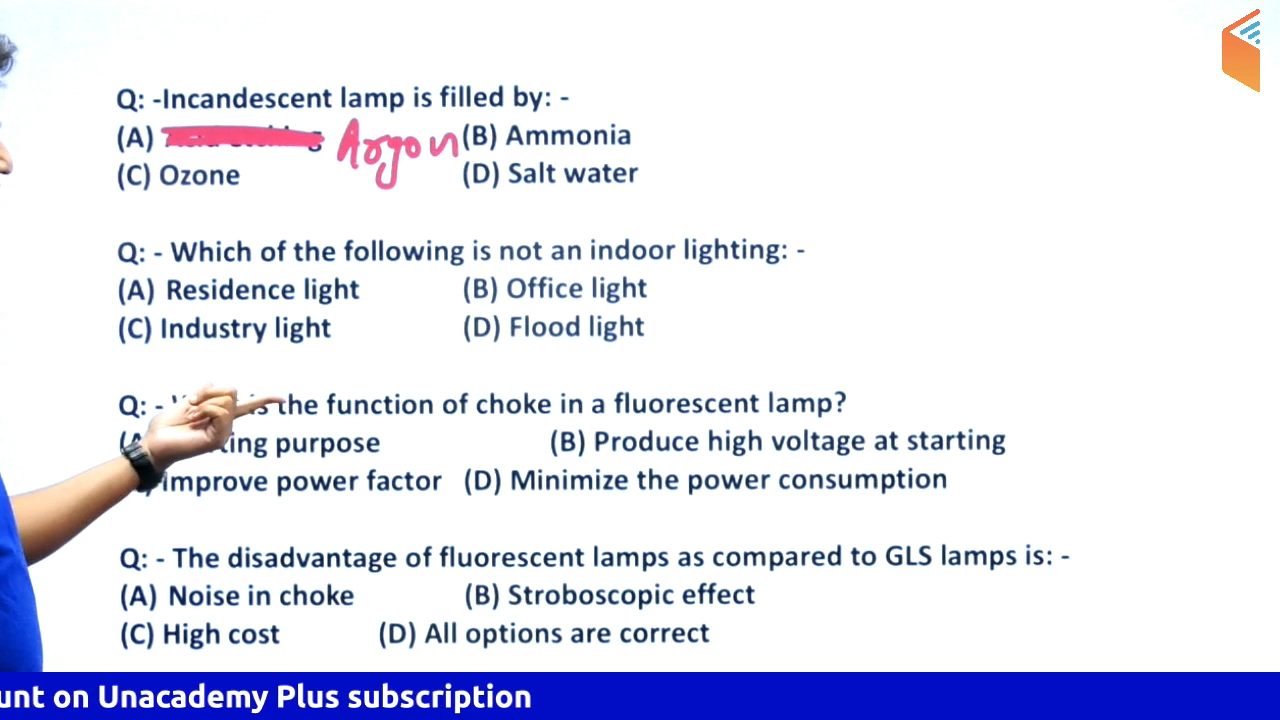 Q: -Incandescent lamp is filled by: -
(A) Argon (B) Ammonia
(C) Ozone (D) Salt water
Q: - Which of the following is not an indoor lighting: -
(A) Residence light (B) Office light
(C) Industry light (D) Flood light
Q: - the function of choke in a fluorescent lamp?
purpose (B) Produce high voltage at starting
improve power factor (D) Minimize the power consumption
Q: - The disadvantage of fluorescent lamps as compared to GLS lamps is: -
(A) Noise in choke (B) Stroboscopic effect
(C) High cost (D) All options are correct
on Unacademy Plus subscription